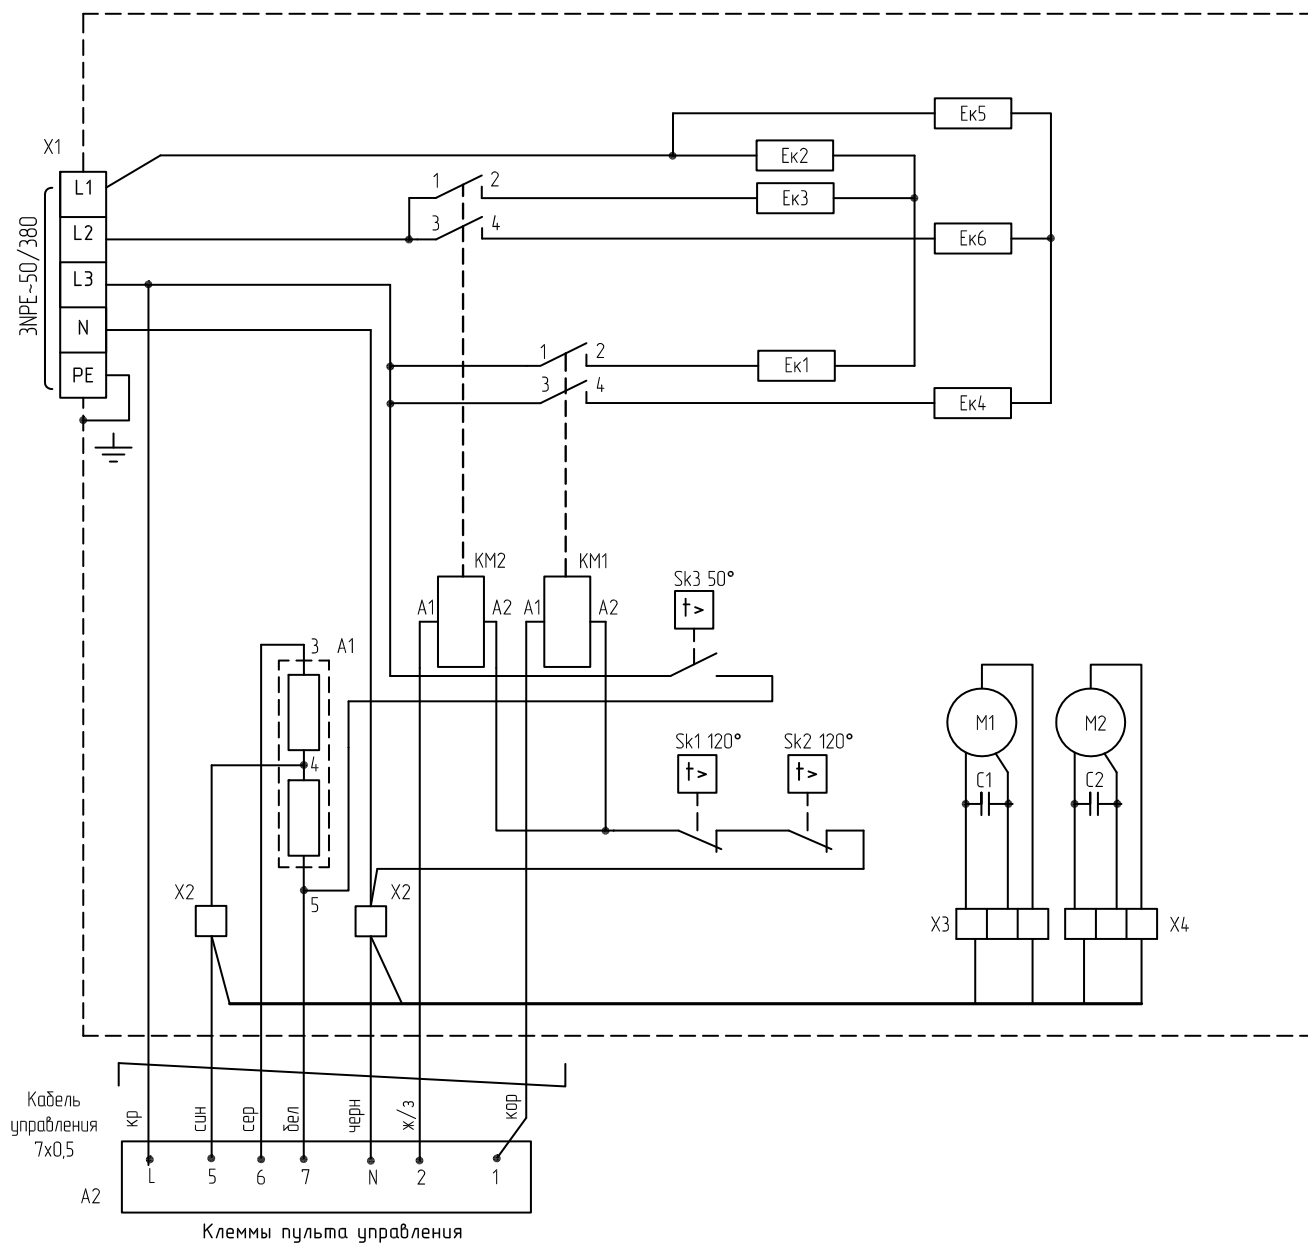 Ек5
X1
Ек2
L1
1
2
Ек3
3NPE~50/380
L2
3
4
Ек6
L3
N
1
2
Ек1
PE
3
4
Ек4
KM2
KM1
Sk3 50°
t>
A1
A2
A1
A2
3
A1
M1
M2
Sk1 120°
Sk2 120°
4
t>
t>
C1
C2
X2
5
X2
X3
X4
Кабель
управления
7x0,5
кр
син
сер
бел
черн
ж/з
кор
L
5
6
7
N
2
1
A2
Клеммы пульта управления